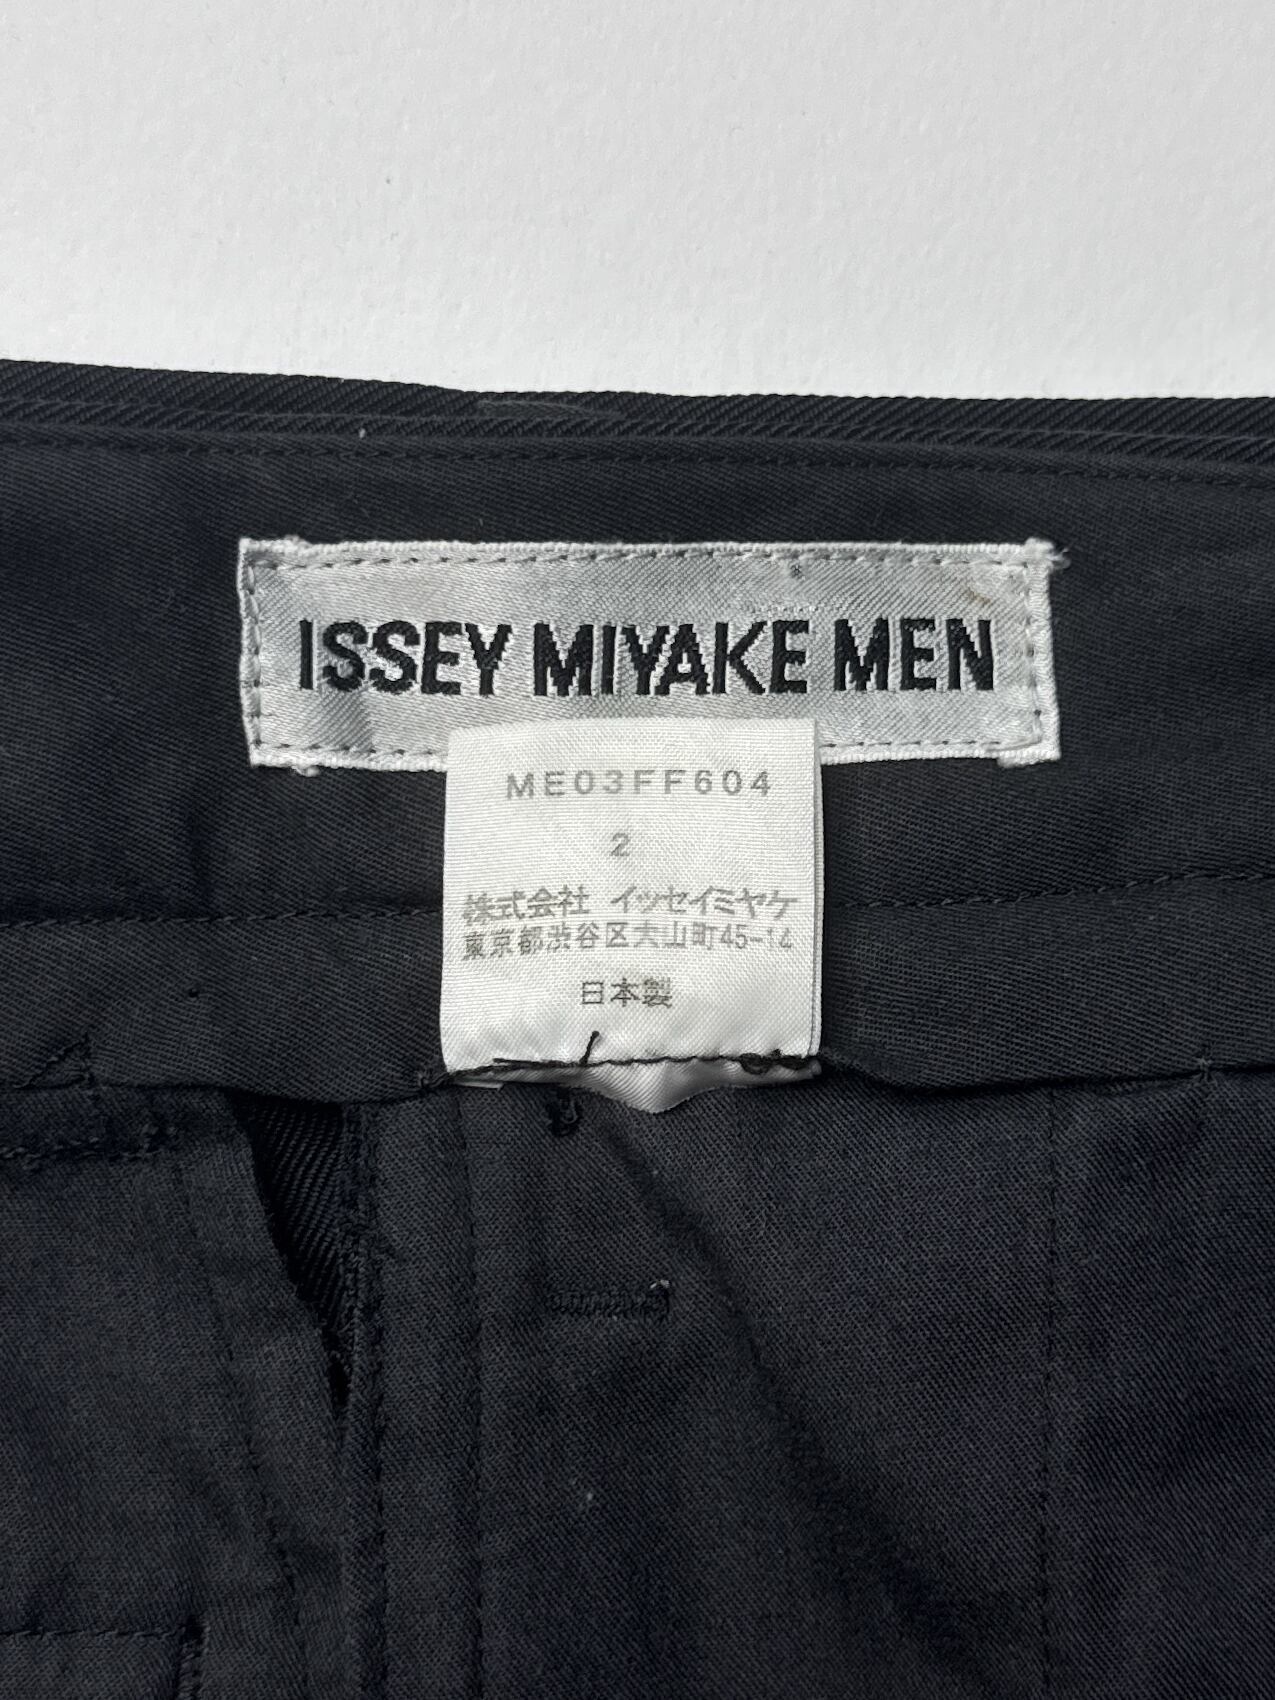 ISSEY MIYAKE MEN
ME03FF604
2
株式会社 イッセイミヤケ
東京都渋谷区大山町45-14
日本製